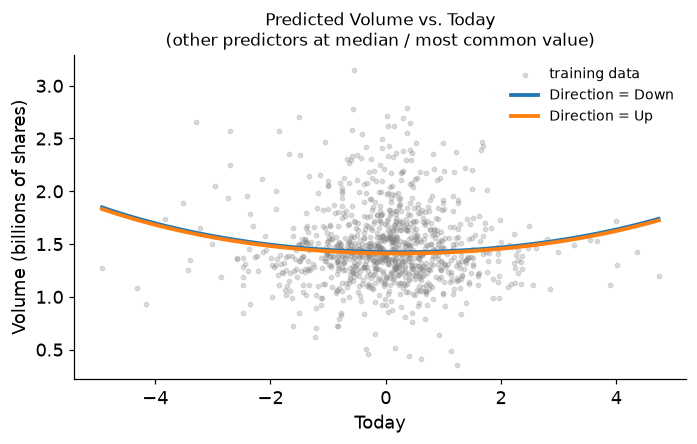 Predicted Volume vs. Today
(other predictors at median / most common value)
training data
Direction = Down
Direction = Up
Volume (billions of shares)
3.0
2.5
2.0
1.5
1.0
0.5
−4
−2
0
2
4
Today